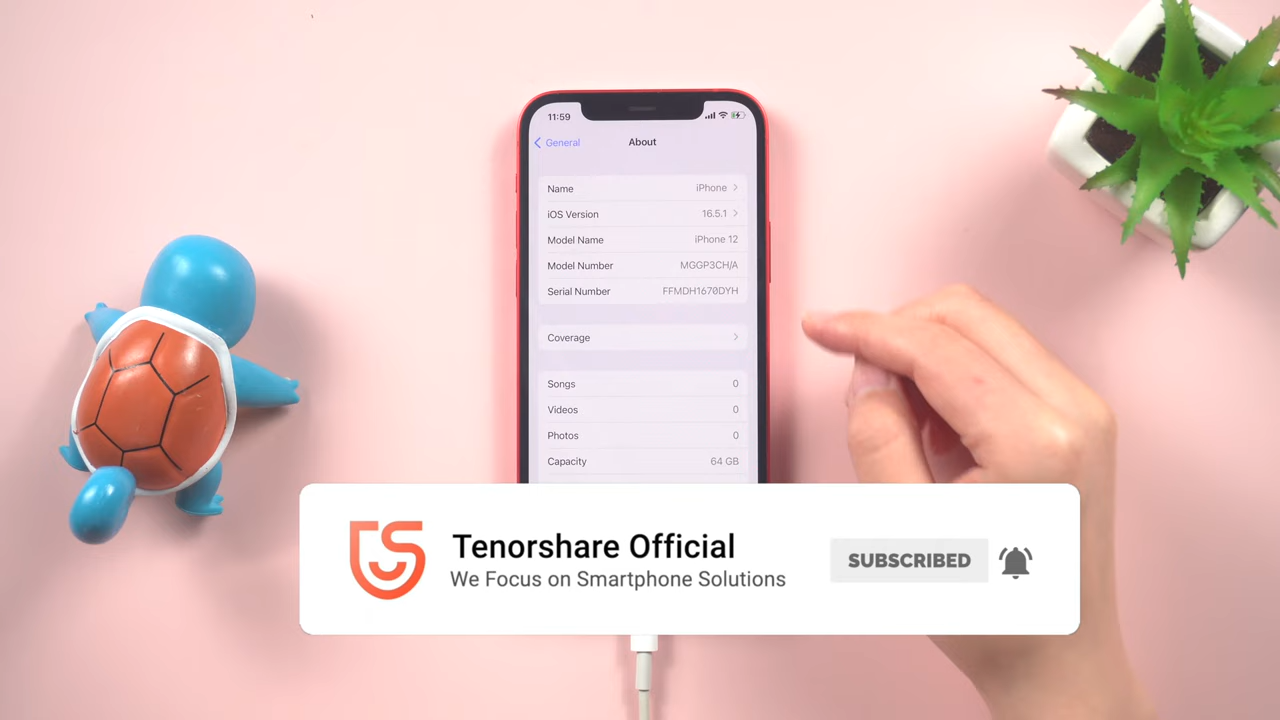 11:59
General
About
Name iPhone
iOS Version 16.5.1
Model Name iPhone 12
Model Number MGGP3CH/A
Serial Number FFMDH1670DYH
Coverage
Songs 0
Videos 0
Photos 0
Capacity 64 GB
Tenorshare Official
We Focus on Smartphone Solutions
SUBSCRIBED